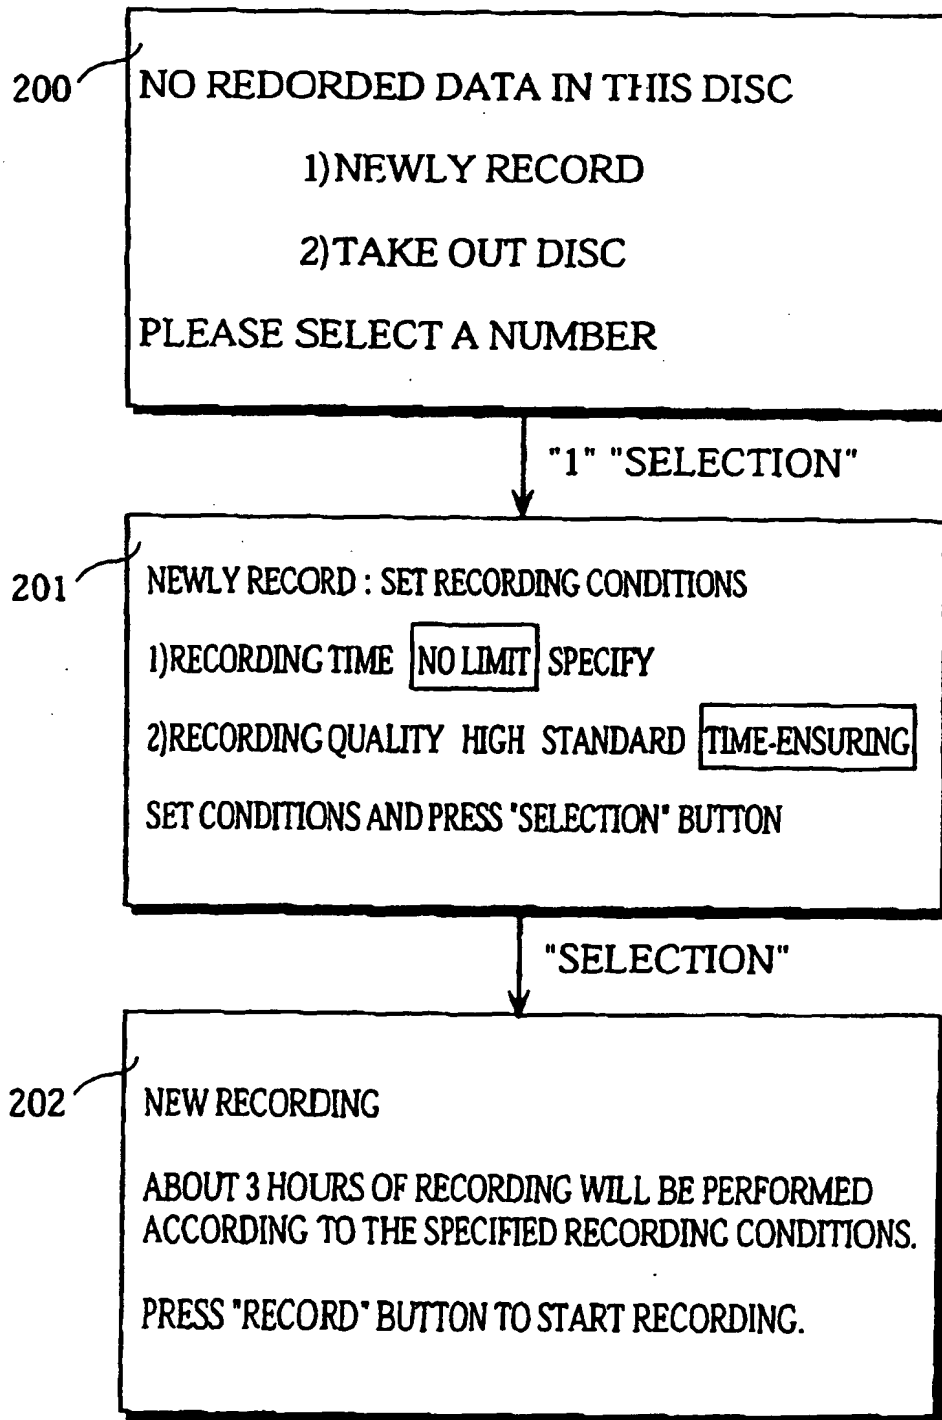 200
NO REDORDED DATA IN THIS DISC
1)NEWLY RECORD
2)TAKE OUT DISC
PLEASE SELECT A NUMBER
"1" "SELECTION"
201
NEWLY RECORD : SET RECORDING CONDITIONS
1)RECORDING TIME NO LIMIT SPECIFY
2)RECORDING QUALITY HIGH STANDARD TIME-ENSURING
SET CONDITIONS AND PRESS "SELECTION" BUTTON
"SELECTION"
202
NEW RECORDING
ABOUT 3 HOURS OF RECORDING WILL BE PERFORMED
ACCORDING TO THE SPECIFIED RECORDING CONDITIONS.
PRESS "RECORD" BUTTON TO START RECORDING.